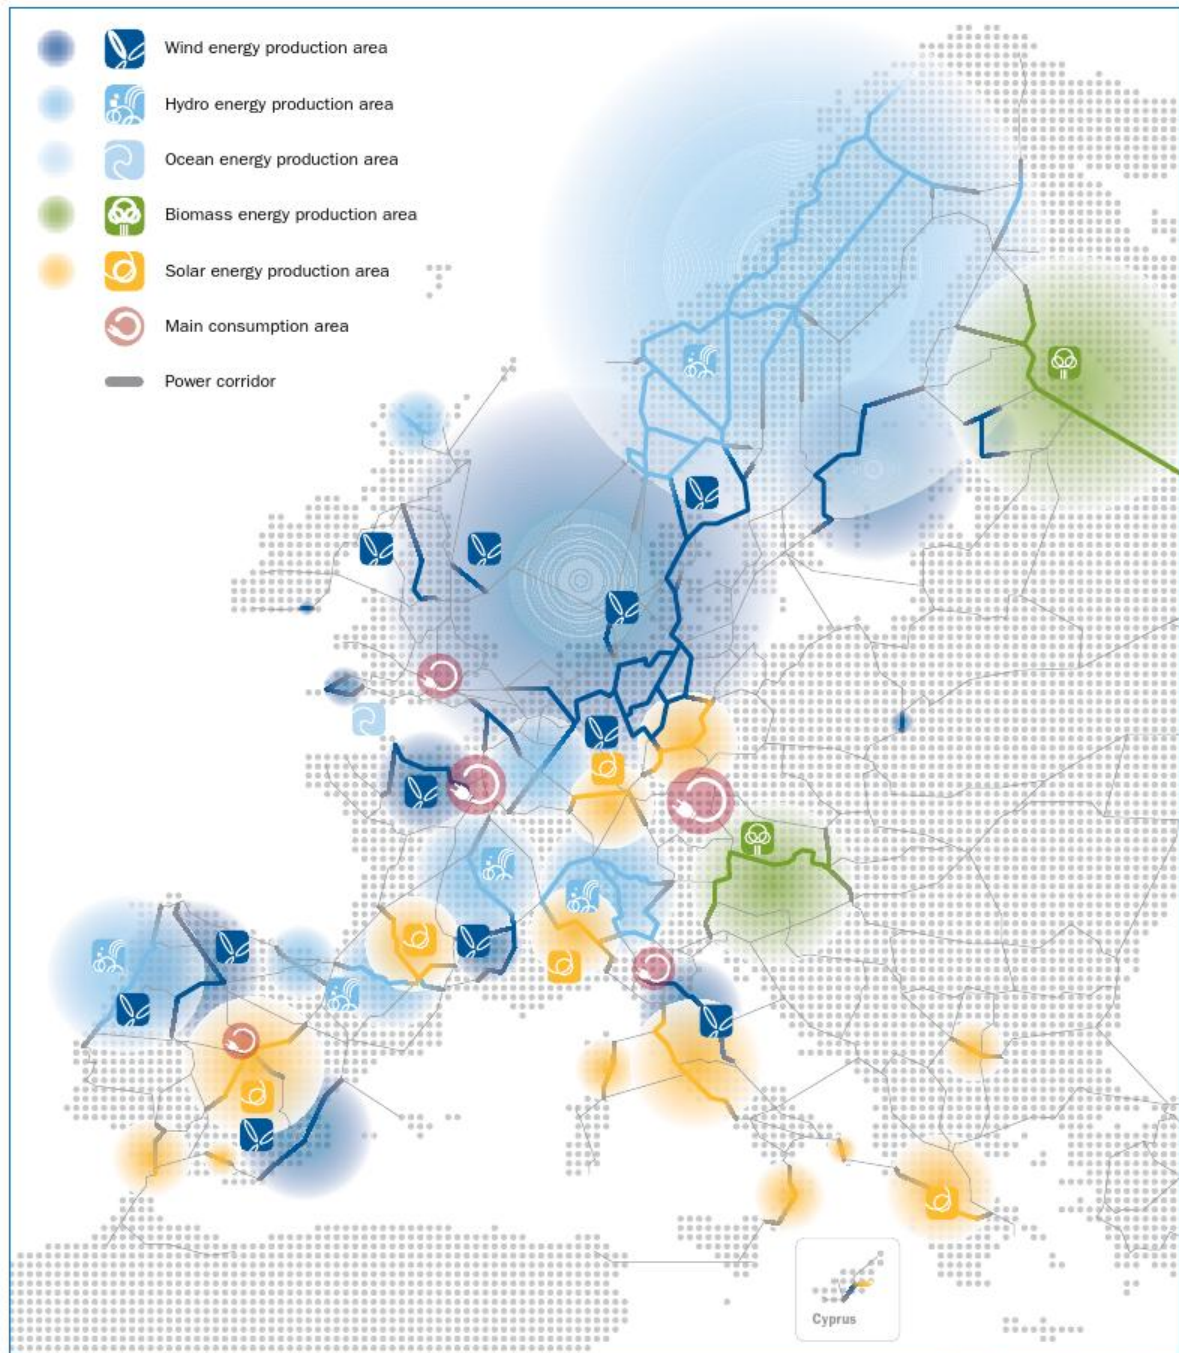 Wind energy production area
Hydro energy production area
Ocean energy production area
Biomass energy production area
Solar energy production area
Main consumption area
Power corridor
Cyprus